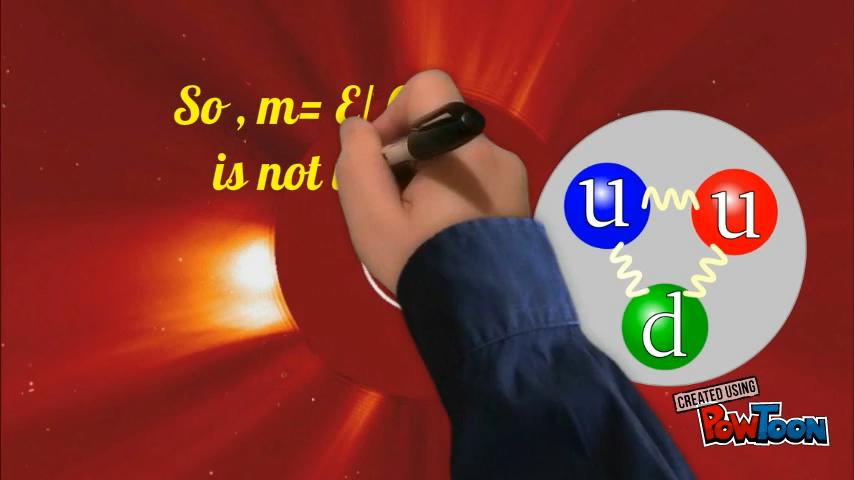 So, m= E/
is not
u u
d
CREATED USING
POWTOON